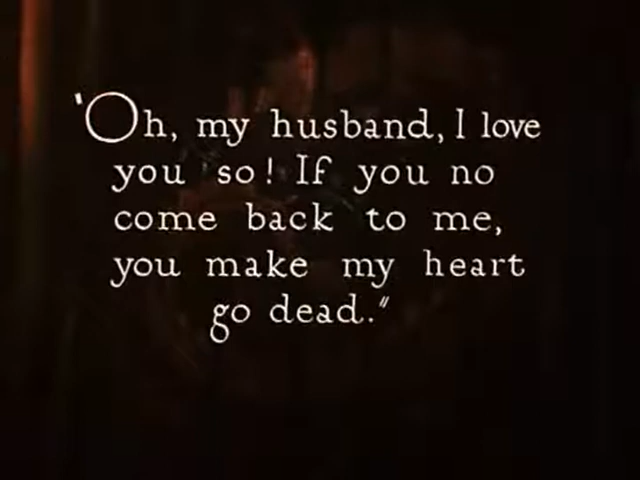 "Oh, my husband, I love
you so! If you no
come back to me,
you make my heart
go dead."